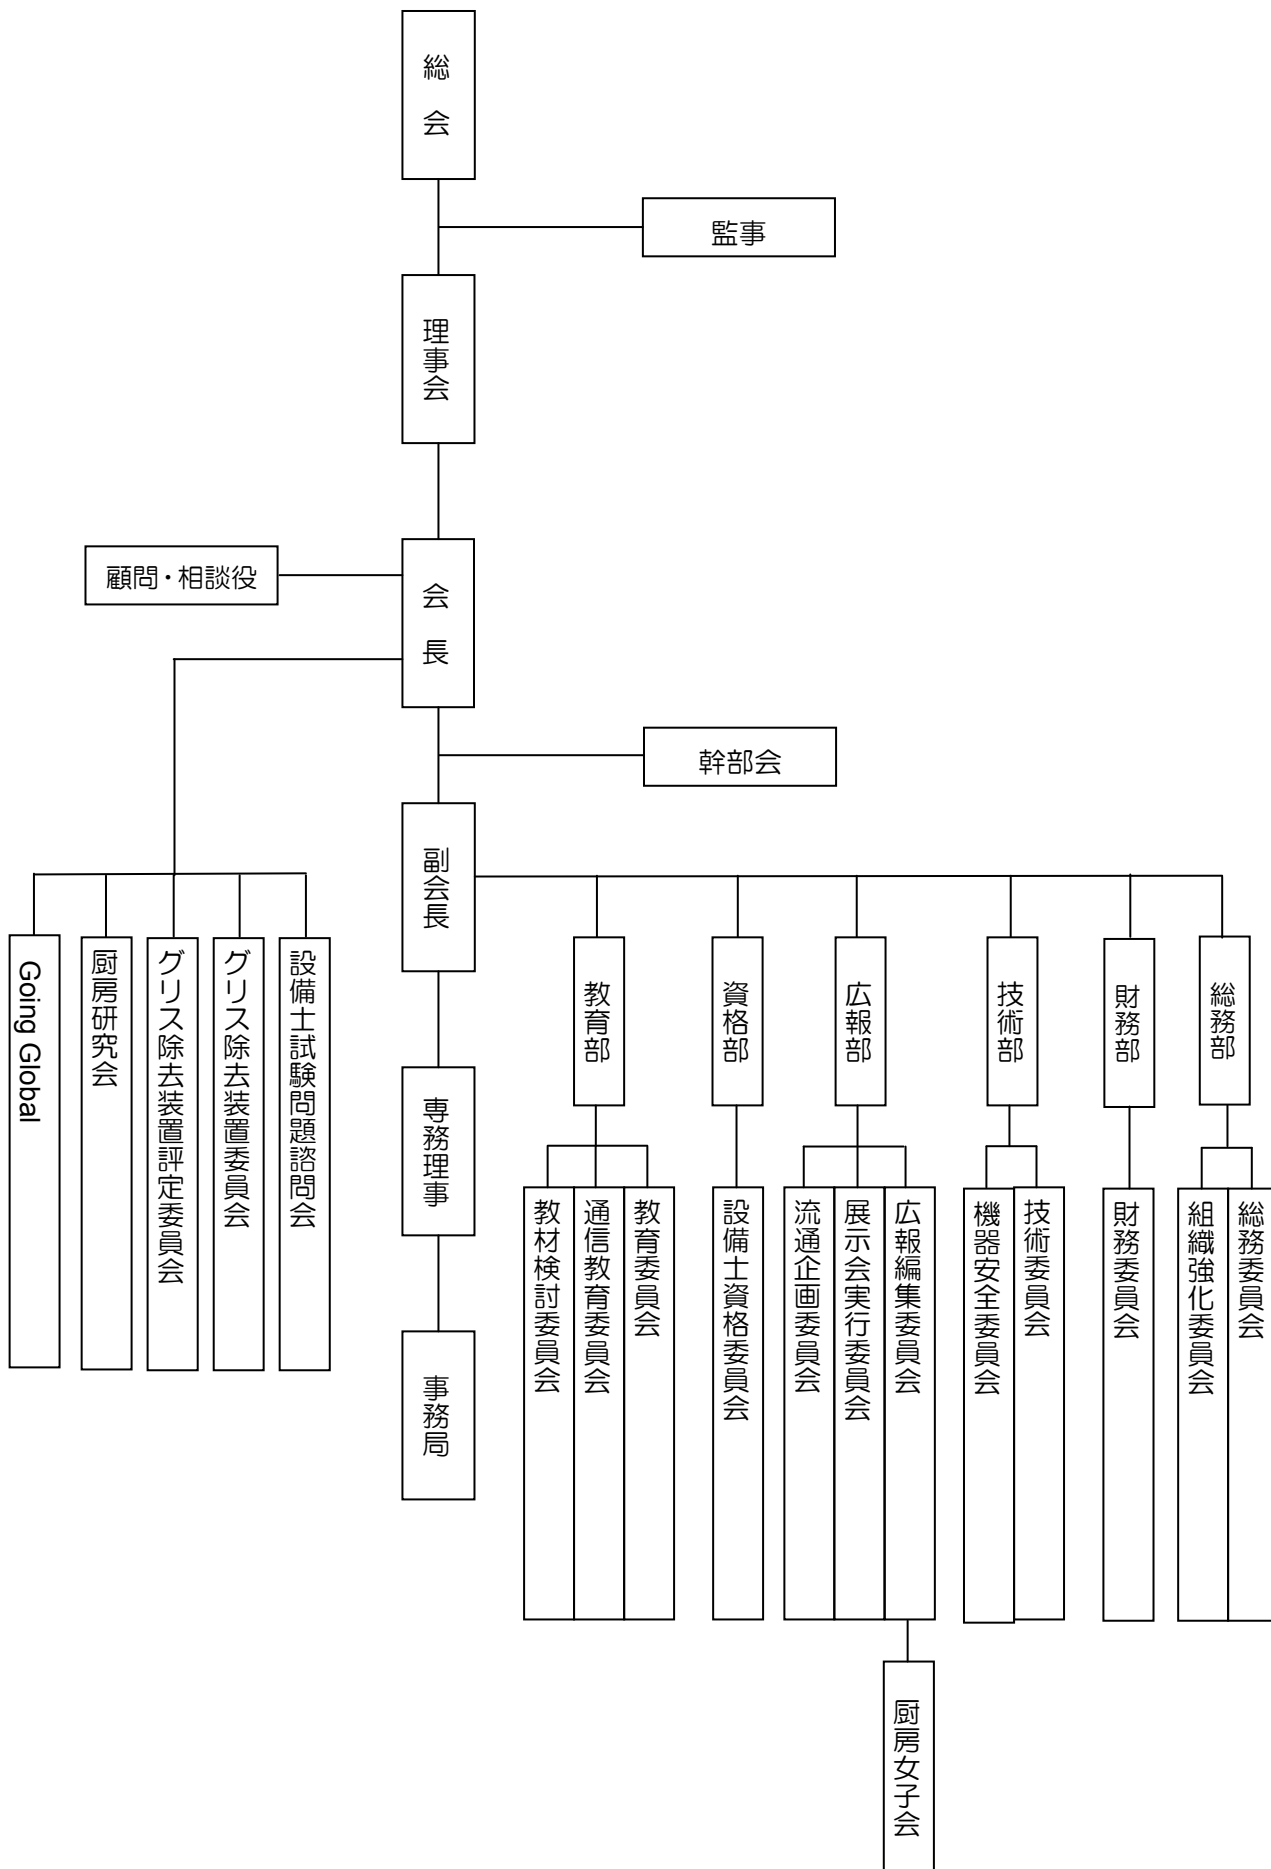 総会
監事
理事会
会長
顧問・相談役
幹部会
副会長
専務理事
事務局
総務部
財務部
技術部
広報部
資格部
教育部
総務委員会
組織強化委員会
財務委員会
技術委員会
機器安全委員会
広報編集委員会
展示会実行委員会
流通企画委員会
設備士資格委員会
教育委員会
通信教育委員会
教材検討委員会
厨房女子会
設備士試験問題諮問会
グリス除去装置委員会
グリス除去装置評定委員会
厨房研究会
Going Global